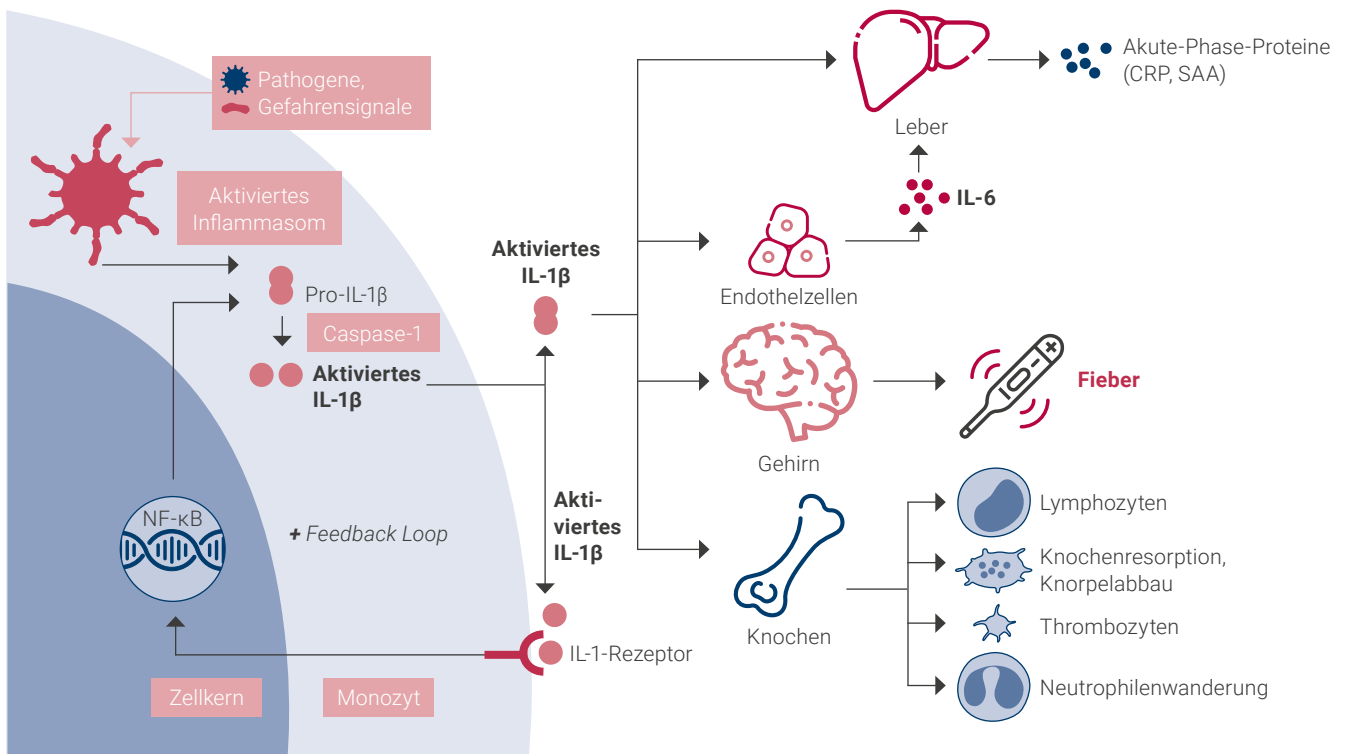 Pathogene,
Gefahrensignale
Aktiviertes
Inflammasom
Pro-IL-1β
Caspase-1
Aktiviertes
IL-1β
NF-κB
+ Feedback Loop
Zellkern
Monozyt
Aktiviertes
IL-1β
Akti-
viertes
IL-1β
IL-1-Rezeptor
Leber
Akute-Phase-Proteine
(CRP, SAA)
IL-6
Endothelzellen
Gehirn
Fieber
Knochen
Lymphozyten
Knochenresorption,
Knorpelabbau
Thrombozyten
Neutrophilenwanderung